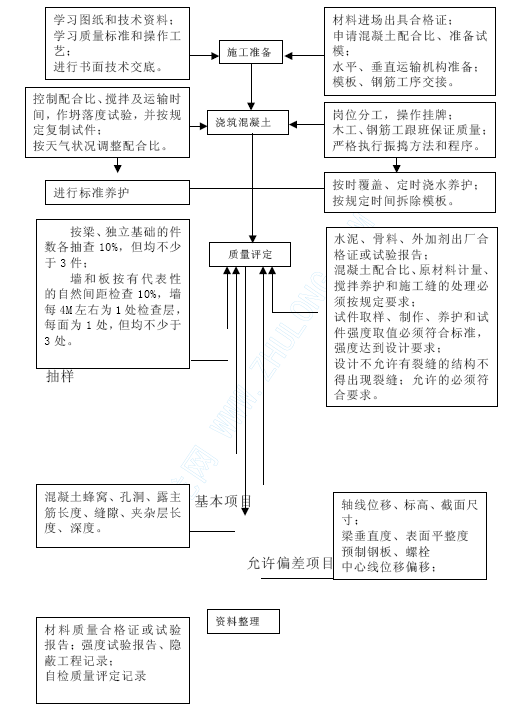 学习图纸和技术资料；
学习质量标准和操作工
艺；
进行书面技术交底。
施工准备
材料进场出具合格证；
申请混凝土配合比、准备试
模；
水平、垂直运输机构准备；
模板、钢筋工序交接。
控制配合比、搅拌及运输时
间，作坍落度试验，并按规
定复制试件；
按天气状况调整配合比。
浇筑混凝土
岗位分工，操作挂牌；
木工、钢筋工跟班保证质量；
严格执行振捣方法和程序。
进行标准养护
按时覆盖、定时浇水养护；
按规定时间拆除模板。
按梁、独立基础的件
数各抽查 10%，但均不少
于 3 件；
墙和板按有代表性
的自然间距检查 10%，墙
每 4M 左右为 1 处检查层，
每面为 1 处，但均不少于
3 处。
抽样
质量评定
水泥、骨料、外加剂出厂合
格证或试验报告；
混凝土配合比、原材料计量、
搅拌养护和施工缝的处理必
须按规定要求；
试件取样、制作、养护和试
件强度取值必须符合标准，
强度达到设计要求；
设计不允许有裂缝的结构不
得出现裂缝；允许的必须符
合要求。
混凝土蜂窝、孔洞、露主
筋长度、缝隙、夹杂层长
度、深度。
基本项目
允许偏差项目
轴线位移、标高、截面尺
寸；
梁垂直度、表面平整度
预制钢板、螺栓
中心线位移偏移；
资料整理
材料质量合格证或试验
报告；强度试验报告、隐
蔽工程记录；
自检质量评定记录